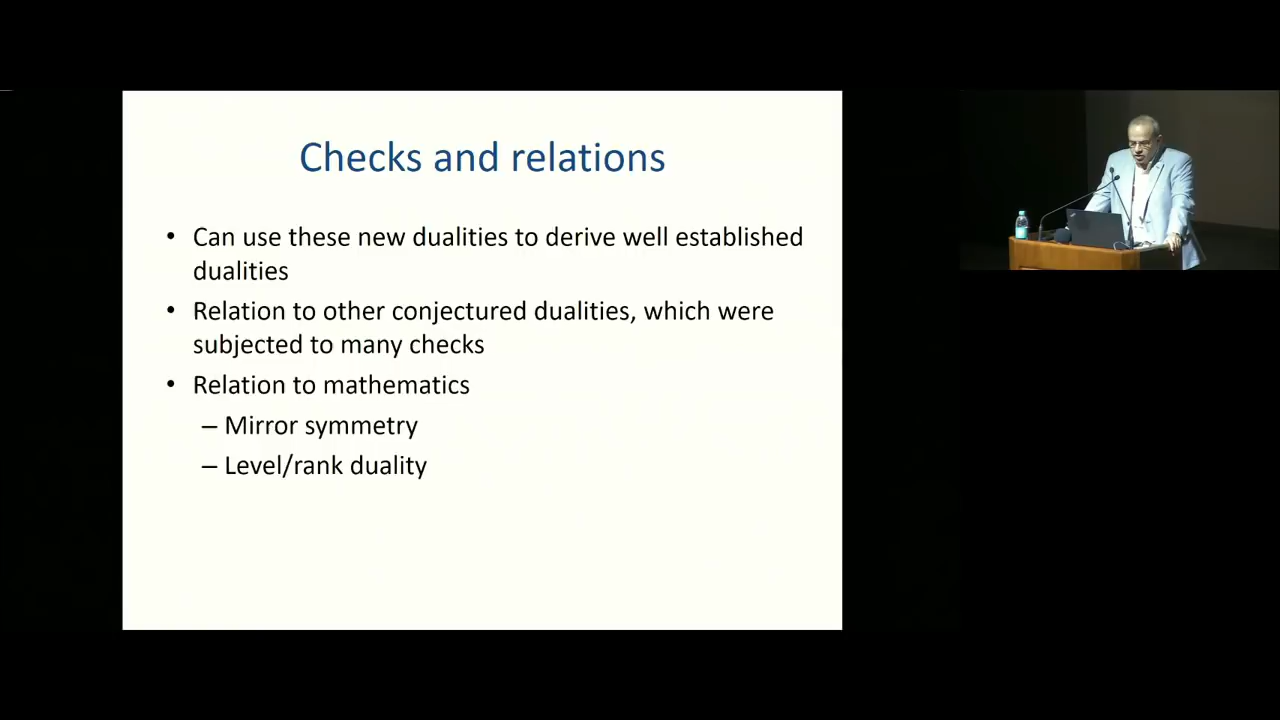 Checks and relations
• Can use these new dualities to derive well established
dualities
• Relation to other conjectured dualities, which were
subjected to many checks
• Relation to mathematics
– Mirror symmetry
– Level/rank duality